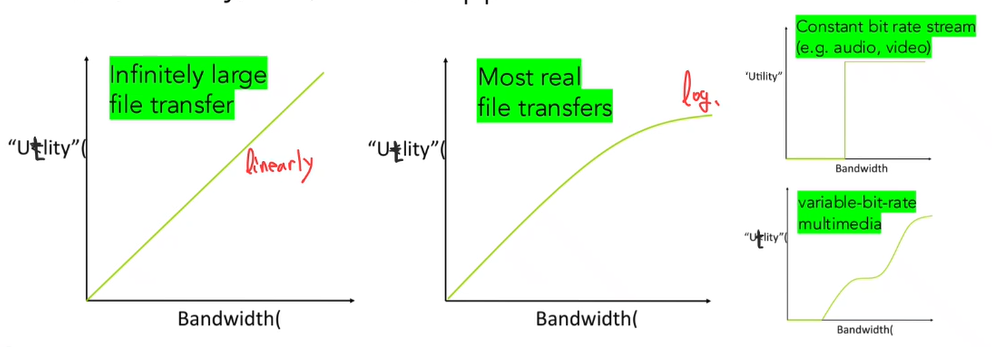 Infinitely large
file transfer
"Utility"(
linearly
Bandwidth(
Most real
file transfers
log.
"Utility"(
Bandwidth(
Constant bit rate stream
(e.g. audio, video)
'Utility"
Bandwidth
variable-bit-rate
multimedia
"Utility"(
Bandwidth(